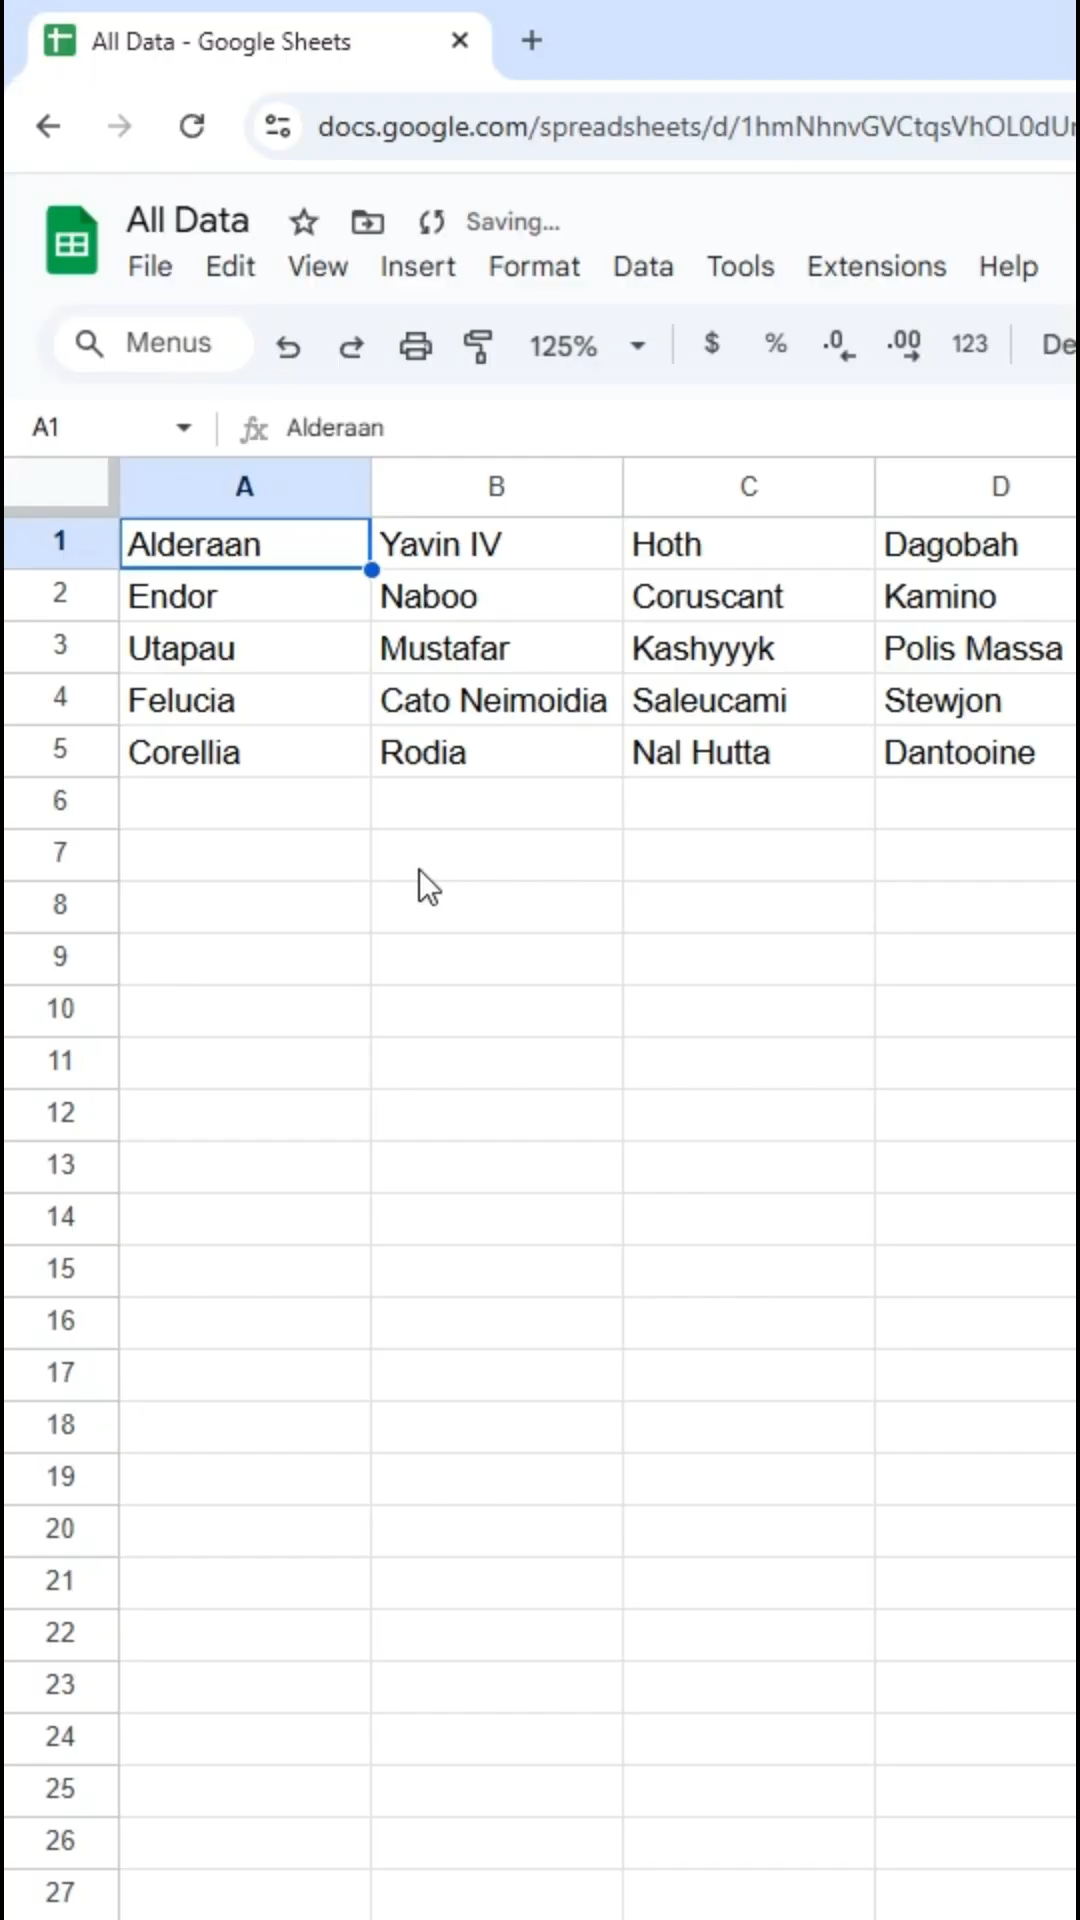 All Data - Google Sheets
docs.google.com/spreadsheets/d/1hmNhnvGVCtqsVhOL0dU
All Data Saving...
File Edit View Insert Format Data Tools Extensions Help
Menus 125% $ % .0 .00 123 De
A1 fx Alderaan
A B C D
1 Alderaan Yavin IV Hoth Dagobah
2 Endor Naboo Coruscant Kamino
3 Utapau Mustafar Kashyyyk Polis Massa
4 Felucia Cato Neimoidia Saleucami Stewjon
5 Corellia Rodia Nal Hutta Dantooine
6
7
8
9
10
11
12
13
14
15
16
17
18
19
20
21
22
23
24
25
26
27